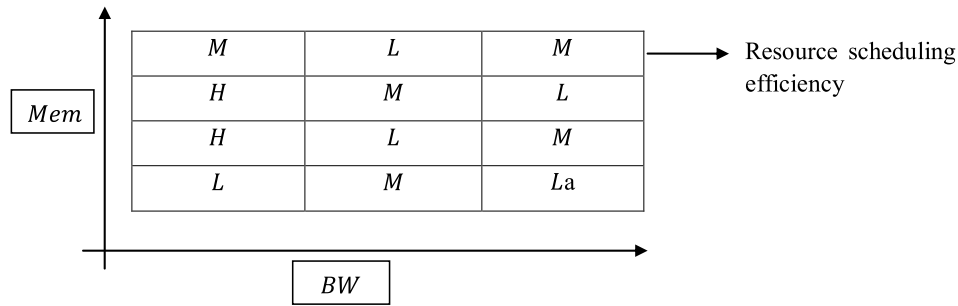 M L M
Resource scheduling
efficiency
H M L
Mem
H L M
L M La
BW